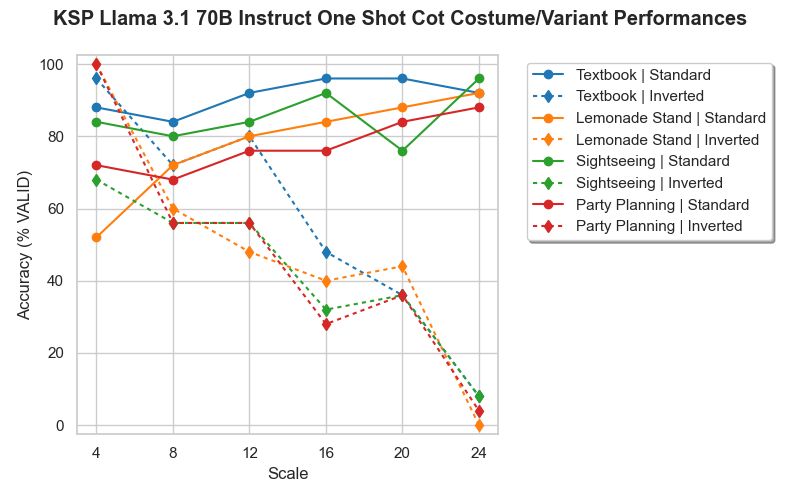 KSP Llama 3.1 70B Instruct One Shot Cot Costume/Variant Performances
100
80
60
40
20
0
Accuracy (% VALID)
4 8 12 16 20 24
Scale
Textbook | Standard
Textbook | Inverted
Lemonade Stand | Standard
Lemonade Stand | Inverted
Sightseeing | Standard
Sightseeing | Inverted
Party Planning | Standard
Party Planning | Inverted